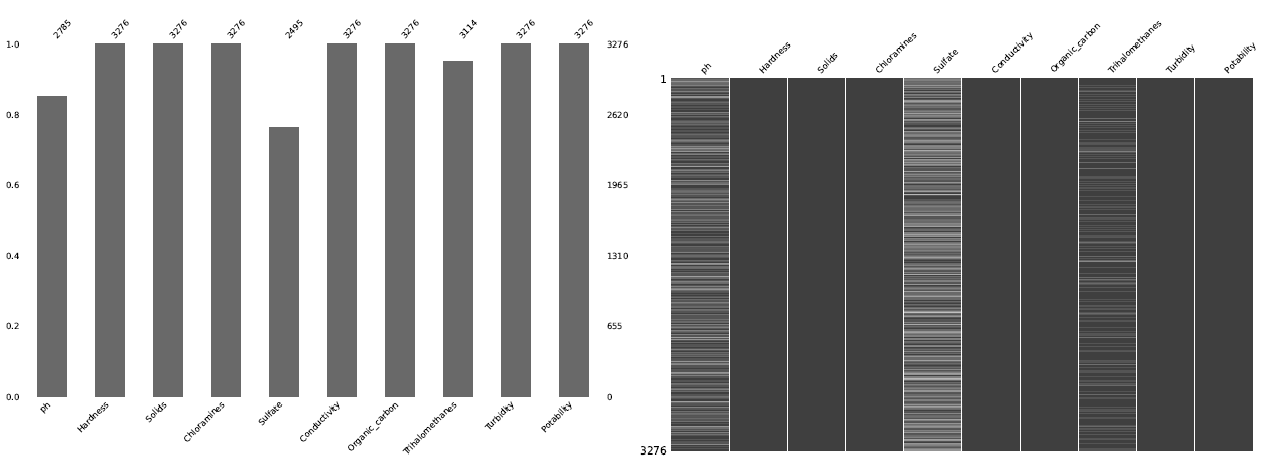 2785 3276 3276 3276 2495 3276 3276 3114 3276 3276
1.0 3276
0.8 2620
0.6 1965
0.4 1310
0.2 655
0.0 0
ph Hardness Solids Chloramines Sulfate Conductivity Organic_carbon Trihalomethanes Turbidity Potability
ph Hardness Solids Chloramines Sulfate Conductivity Organic_carbon Trihalomethanes Turbidity Potability
1
3276